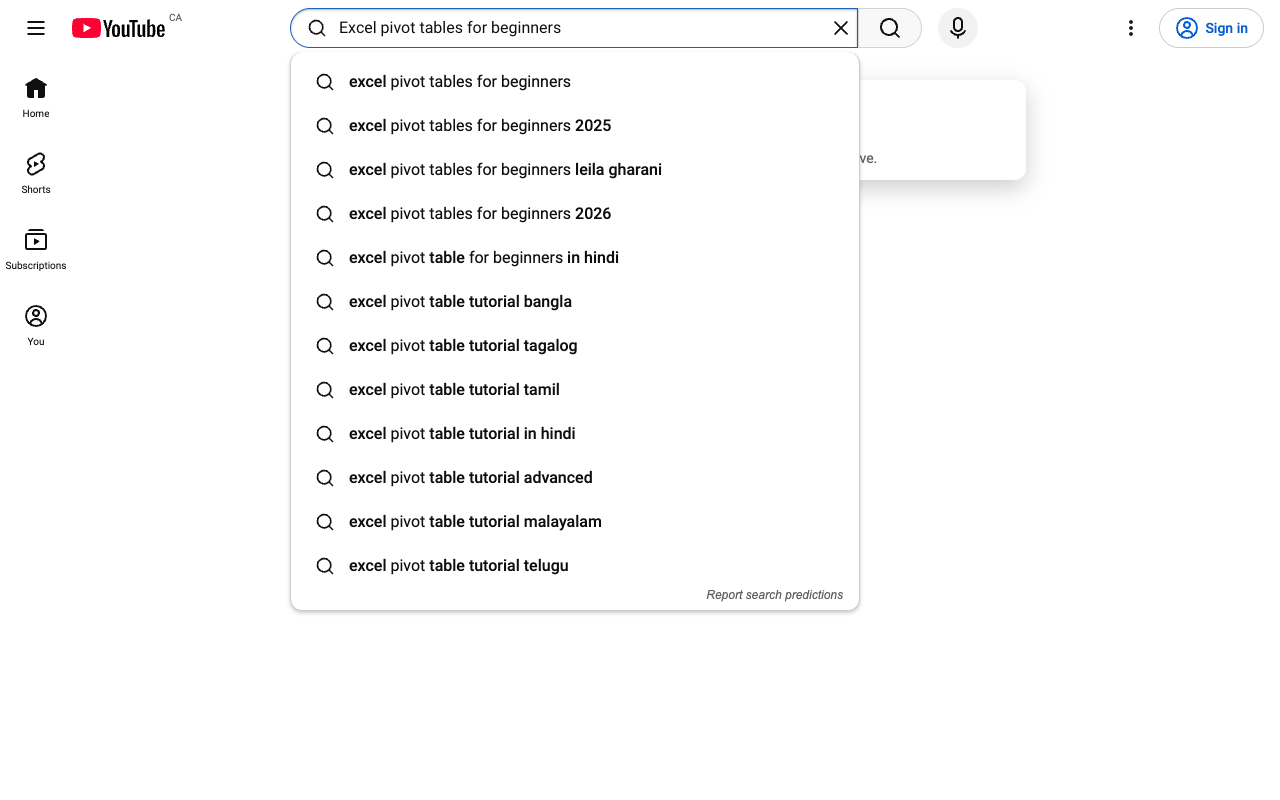 YouTube CA
Excel pivot tables for beginners
Sign in
Home
Shorts
Subscriptions
You
excel pivot tables for beginners
excel pivot tables for beginners 2025
excel pivot tables for beginners leila gharani
excel pivot tables for beginners 2026
excel pivot table for beginners in hindi
excel pivot table tutorial bangla
excel pivot table tutorial tagalog
excel pivot table tutorial tamil
excel pivot table tutorial in hindi
excel pivot table tutorial advanced
excel pivot table tutorial malayalam
excel pivot table tutorial telugu
Report search predictions
ve.